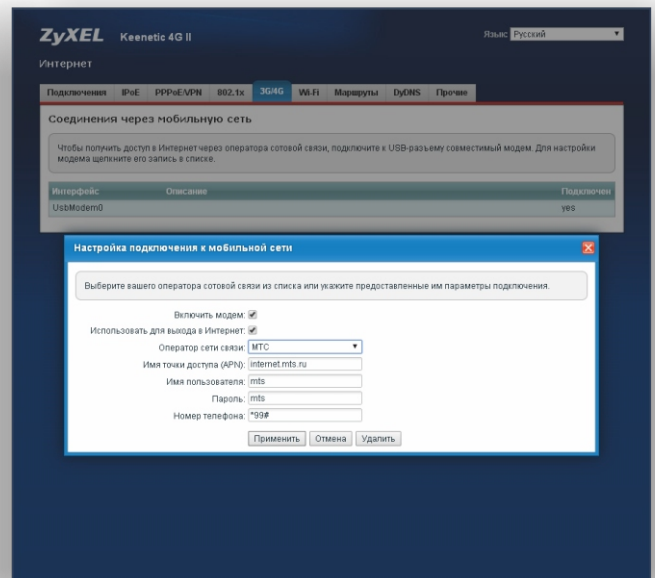 ZyXEL Keenetic 4G II
Язык: Русский
Интернет
Подключения IPoE PPPoE/VPN 802.1x 3G/4G Wi-Fi Маршруты DyDNS Прочие
Соединения через мобильную сеть
Чтобы получить доступ в Интернет через оператора сотовой связи, подключите к USB-разъему совместимый модем. Для настройки
модема щелкните его запись в списке.
Интерфейс Описание Подключен
UsbModem0 yes
Настройка подключения к мобильной сети
Выберите вашего оператора сотовой связи из списка или укажите предоставленные им параметры подключения.
Включить модем:
Использовать для выхода в Интернет:
Оператор сети связи: МТС
Имя точки доступа (APN): internet.mts.ru
Имя пользователя: mts
Пароль: mts
Номер телефона: *99#
Применить Отмена Удалить